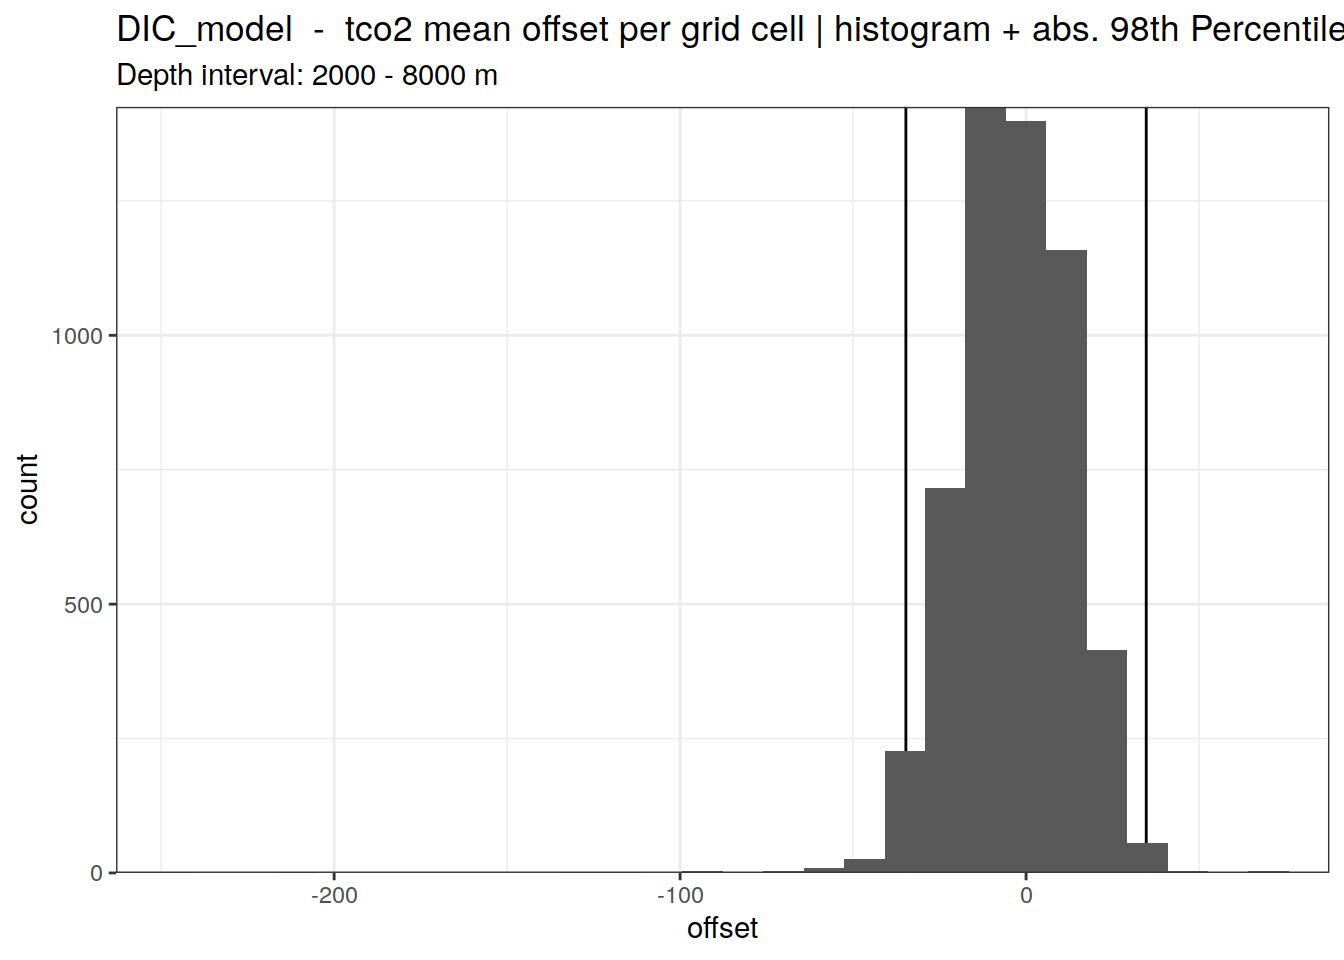 DIC_model  -  tco2 mean offset per grid cell | histogram + abs. 98th Percentile
Depth interval: 2000 - 8000 m
1000
500
0
count
-200
-100
0
offset